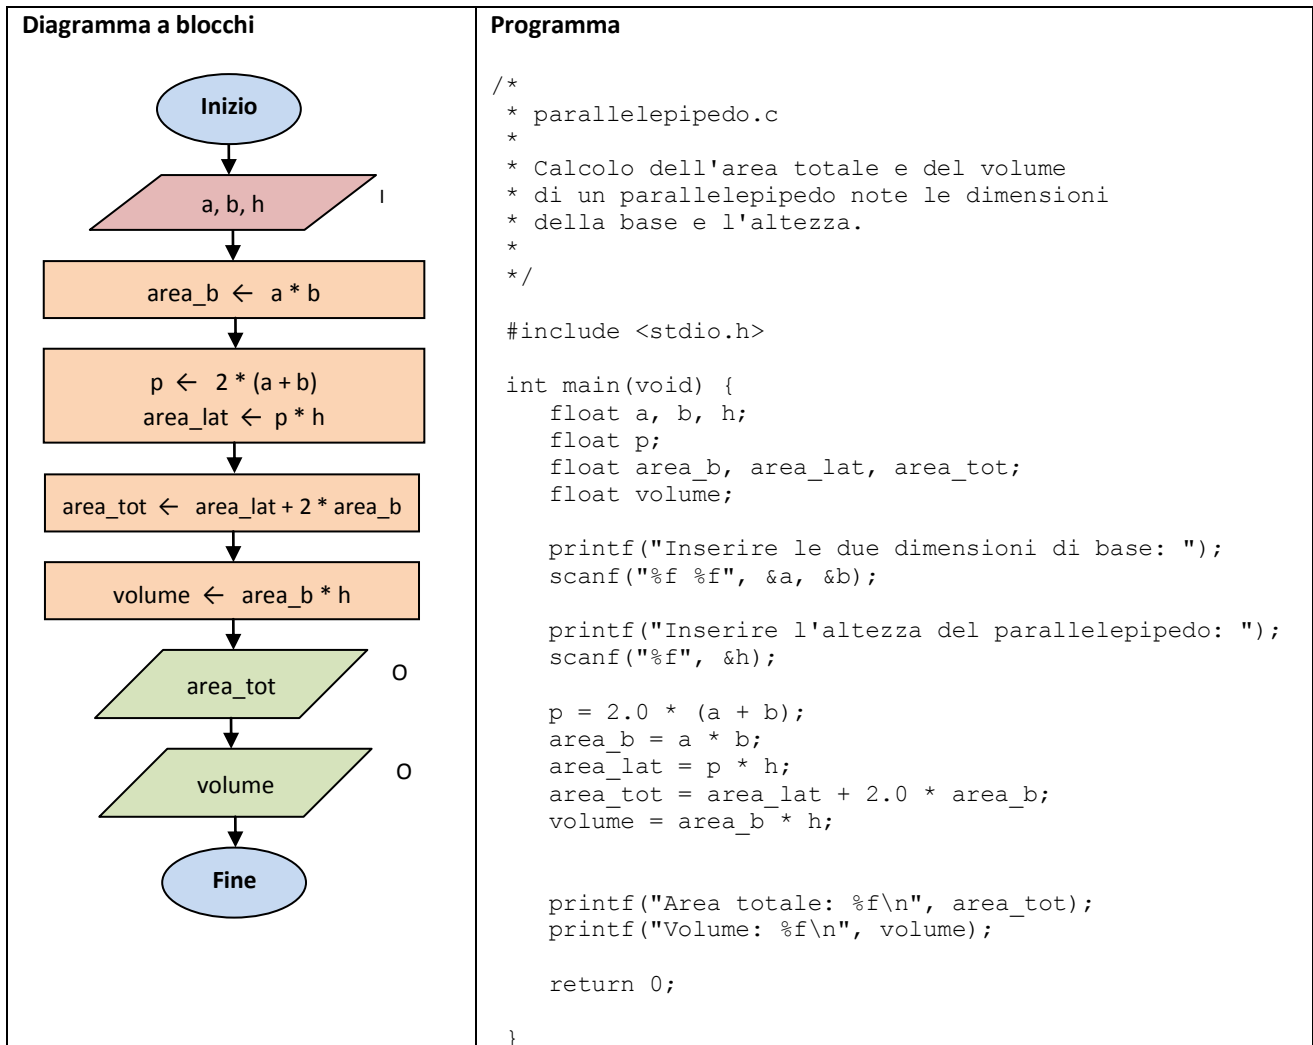 Diagramma a blocchi
Inizio
a, b, h
I
area_b ← a * b
p ← 2 * (a + b)
area_lat ← p * h
area_tot ← area_lat + 2 * area_b
volume ← area_b * h
area_tot
O
volume
O
Fine
Programma
/*
 * parallelepipedo.c
 *
 * Calcolo dell'area totale e del volume
 * di un parallelepipedo note le dimensioni
 * della base e l'altezza.
 *
 */
#include <stdio.h>
int main(void) {
   float a, b, h;
   float p;
   float area_b, area_lat, area_tot;
   float volume;
   printf("Inserire le due dimensioni di base: ");
   scanf("%f %f", &a, &b);
   printf("Inserire l'altezza del parallelepipedo: ");
   scanf("%f", &h);
   p = 2.0 * (a + b);
   area_b = a * b;
   area_lat = p * h;
   area_tot = area_lat + 2.0 * area_b;
   volume = area_b * h;
   printf("Area totale: %f\n", area_tot);
   printf("Volume: %f\n", volume);
   return 0;
}